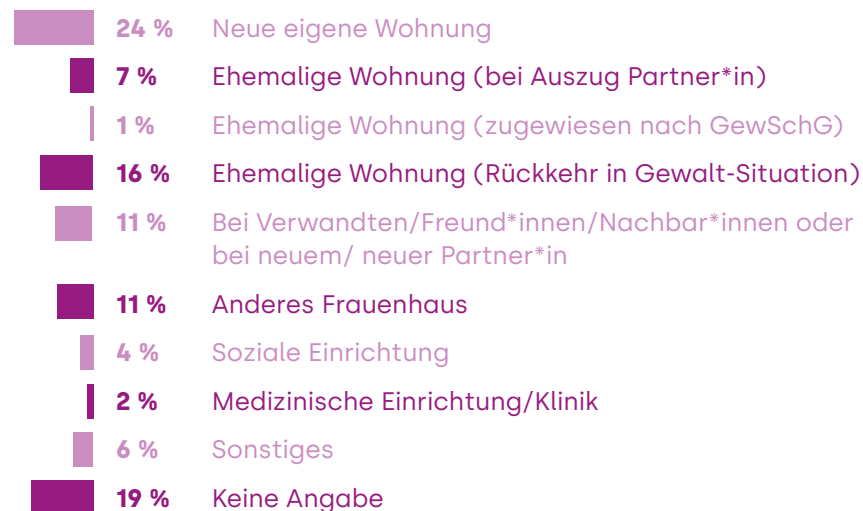 24 % Neue eigene Wohnung
7 % Ehemalige Wohnung (bei Auszug Partner*in)
1 % Ehemalige Wohnung (zugewiesen nach GewSchG)
16 % Ehemalige Wohnung (Rückkehr in Gewalt-Situation)
11 % Bei Verwandten/Freund*innen/Nachbar*innen oder
bei neuem/ neuer Partner*in
11 % Anderes Frauenhaus
4 % Soziale Einrichtung
2 % Medizinische Einrichtung/Klinik
6 % Sonstiges
19 % Keine Angabe